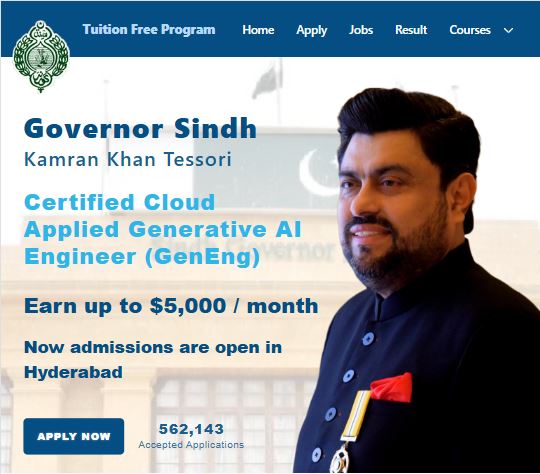 Tuition Free Program Home Apply Jobs Result Courses
Governor Sindh
Kamran Khan Tessori
Certified Cloud
Applied Generative AI
Engineer (GenEng)
Sindh Governor
Earn up to $5,000 / month
Now admissions are open in
Hyderabad
APPLY NOW
562,143
Accepted Applications